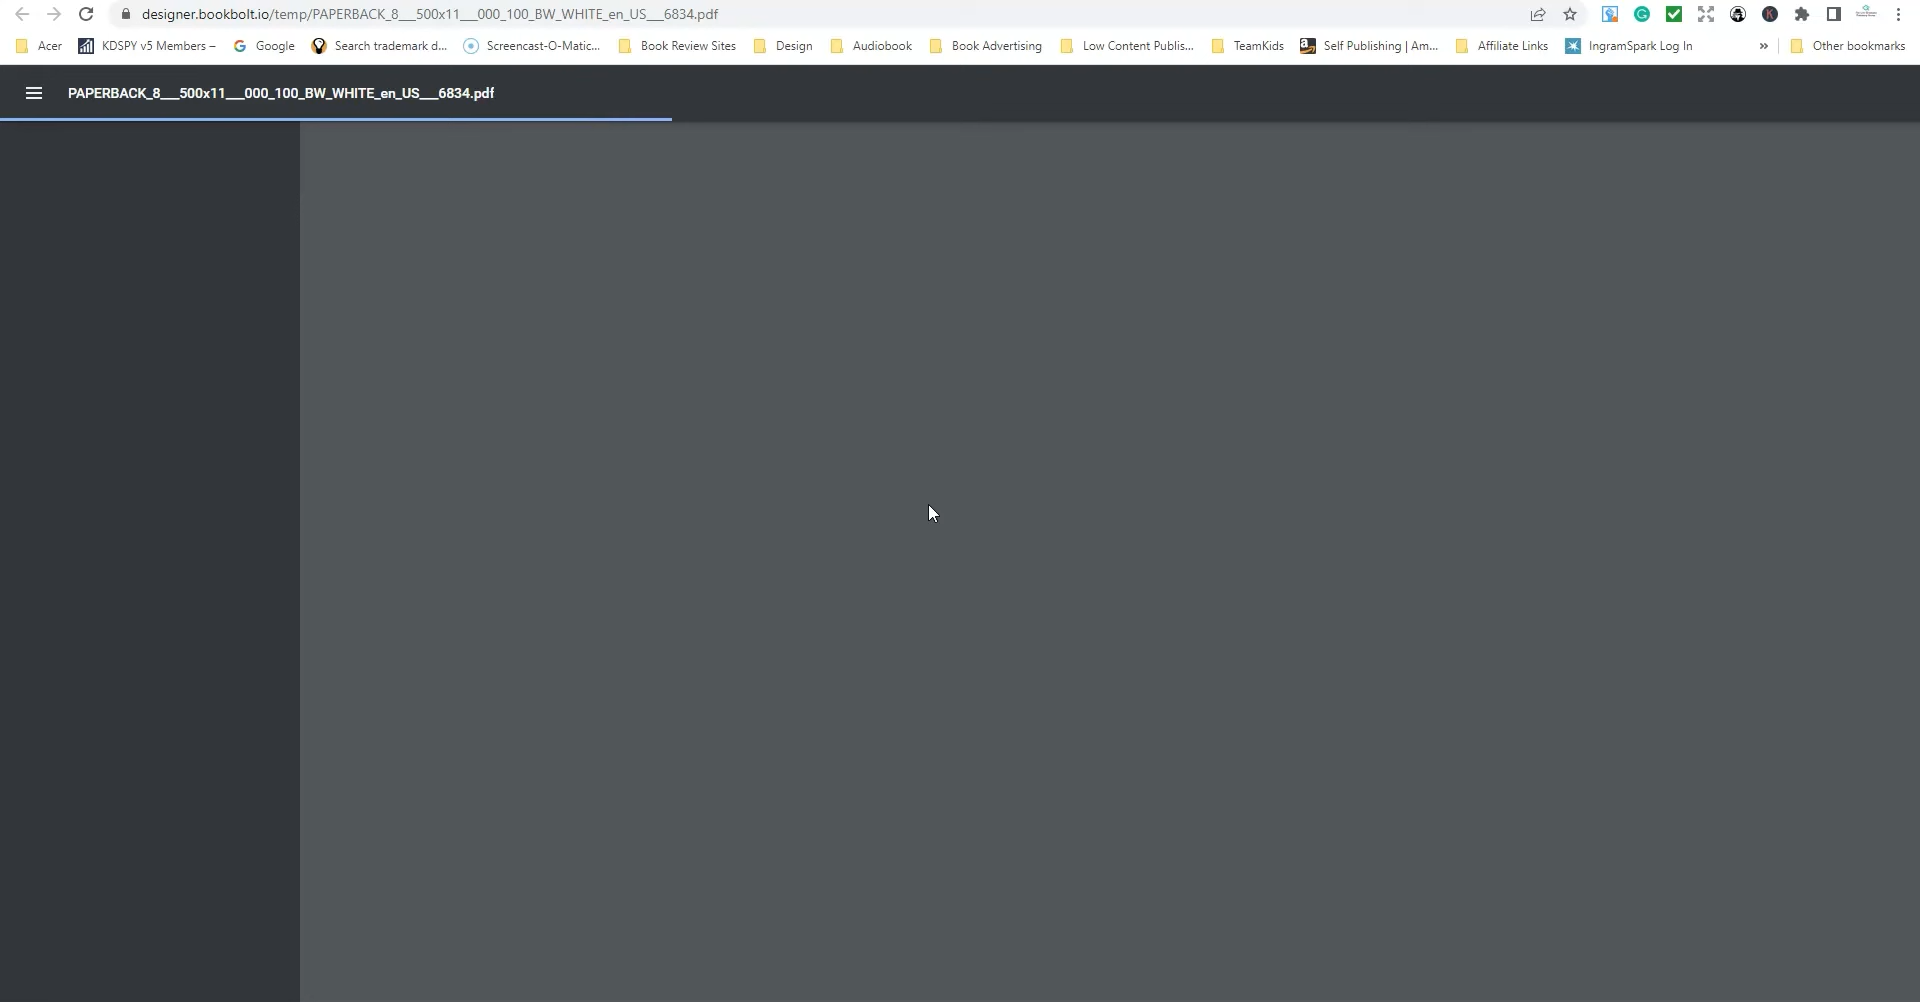 designer.bookbolt.io/temp/PAPERBACK_8___500x11___000_100_BW_WHITE_en_US___6834.pdf
Acer KDSPY v5 Members – Google Search trademark d... Screencast-O-Matic... Book Review Sites Design Audiobook Book Advertising Low Content Publis... TeamKids Self Publishing | Am... Affiliate Links IngramSpark Log In » Other bookmarks
PAPERBACK_8___500x11___000_100_BW_WHITE_en_US___6834.pdf